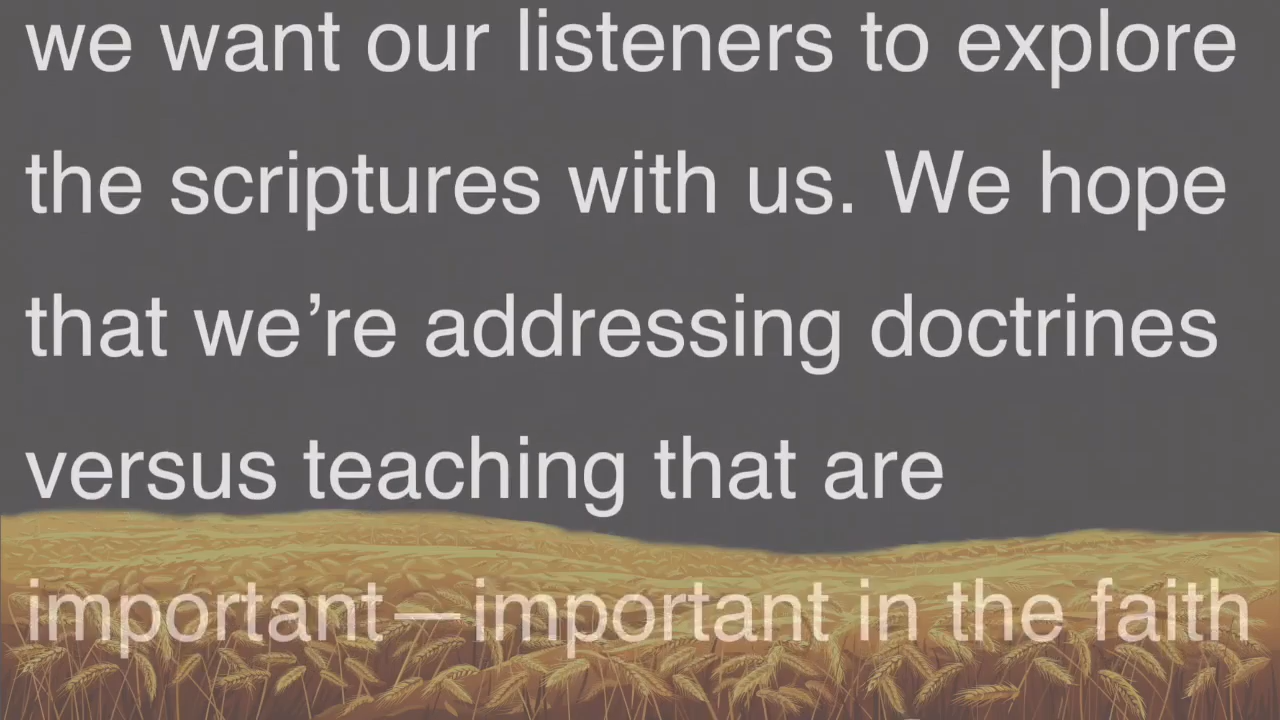 we want our listeners to explore
the scriptures with us. We hope
that we’re addressing doctrines
versus teaching that are
important—important in the faith